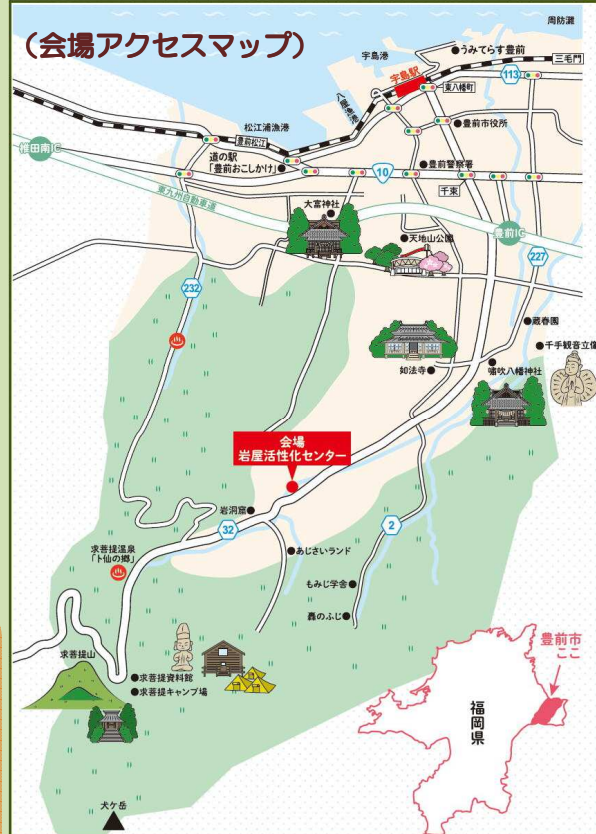 (会場アクセスマップ)
周防灘
宇島港
●うみてらす豊前
三毛門
宇島駅
113
東八幡町
八屋漁港
松江浦漁港
豊前松江
●豊前市役所
椎田南IC
道の駅
「豊前おこしかけ」●
10
●豊前警察署
千束
東九州自動車道
大富神社
●天地山公園
豊前IC
227
232
●蔵春園
●千手観音立像
如法寺●
嘯吹八幡神社
会場
岩屋活性化センター
岩洞窟●
32
2
●あじさいランド
求菩提温泉
「卜仙の郷」
もみじ学舎●
轟のふじ●
求菩提山
●求菩提資料館
●求菩提キャンプ場
豊前市
ここ
福岡県
犬ケ岳